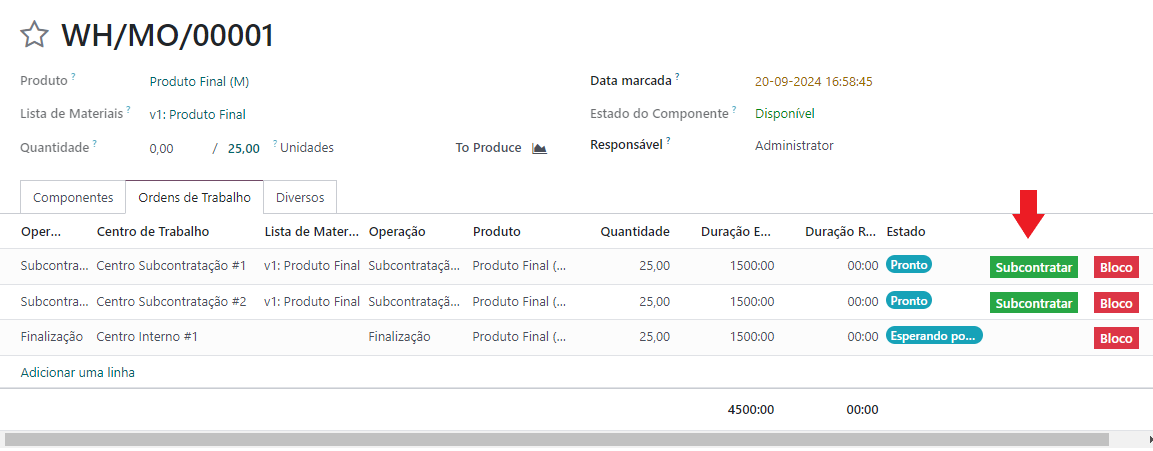 WH/MO/00001
Produto ? Produto Final (M) Data marcada ? 20-09-2024 16:58:45
Lista de Materiais ? v1: Produto Final Estado do Componente ? Disponível
Quantidade ? 0,00 / 25,00 ? Unidades To Produce Responsável ? Administrator
Componentes Ordens de Trabalho Diversos
Oper... Centro de Trabalho Lista de Mater... Operação Produto Quantidade Duração E... Duração R... Estado
Subcontra... Centro Subcontratação #1 v1: Produto Final Subcontrataçã... Produto Final (... 25,00 1500:00 00:00 Pronto Subcontratar Bloco
Subcontra... Centro Subcontratação #2 v1: Produto Final Subcontrataçã... Produto Final (... 25,00 1500:00 00:00 Pronto Subcontratar Bloco
Finalização Centro Interno #1 Finalização Produto Final (... 25,00 1500:00 00:00 Esperando po... Bloco
Adicionar uma linha
4500:00 00:00